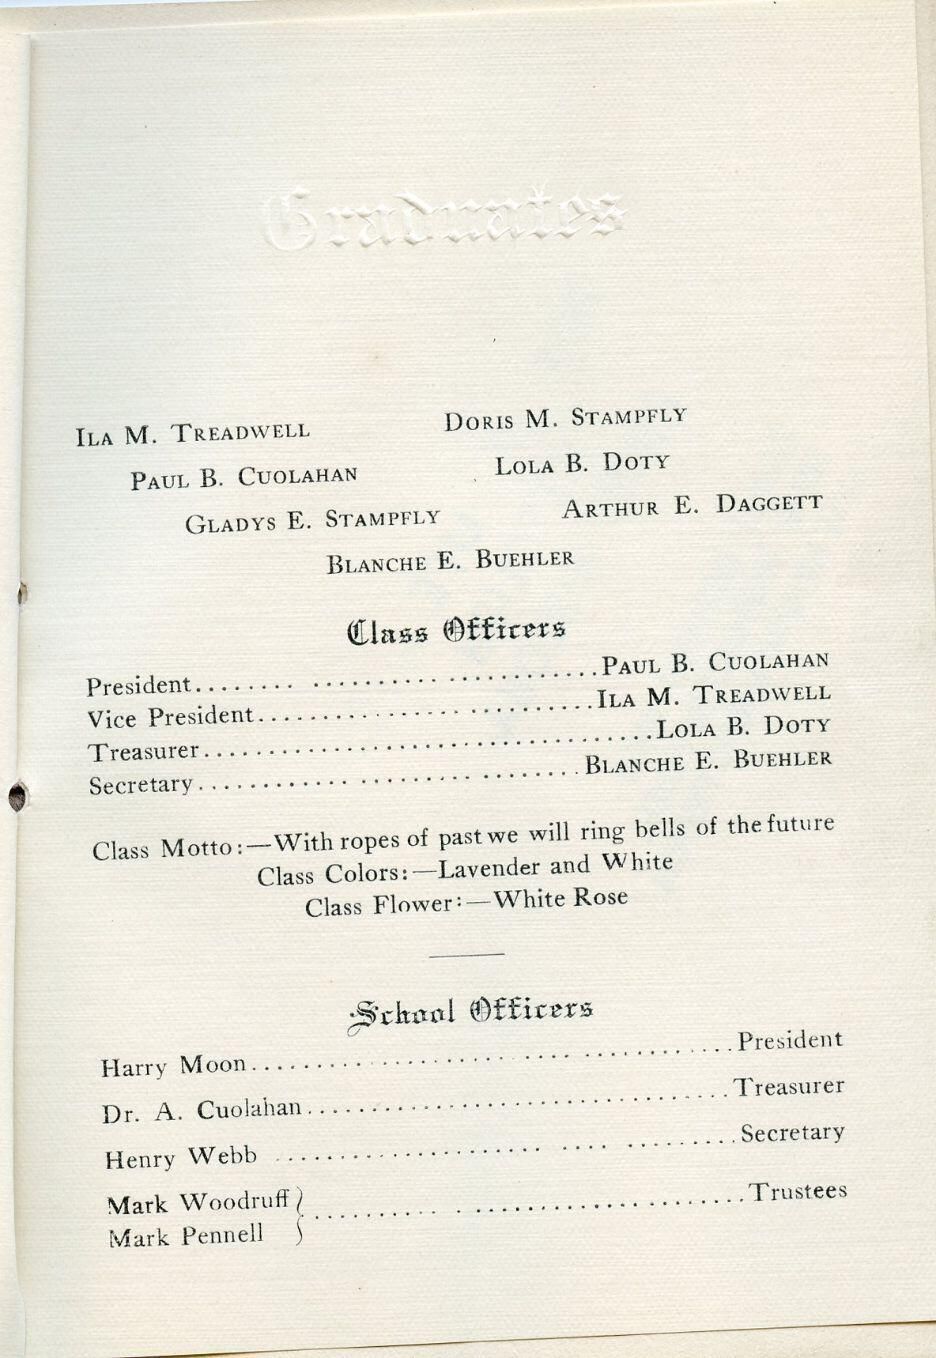 Graduates
Ila M. Treadwell Doris M. Stampfly
Paul B. Cuolahan Lola B. Doty
Gladys E. Stampfly Arthur E. Daggett
Blanche E. Buehler
Class Officers
President........ ......................Paul B. Cuolahan
Vice President..........................Ila M. Treadwell
Treasurer..................................Lola B. Doty
Secretary............ ......... ........Blanche E. Buehler
Class Motto:—With ropes of past we will ring bells of the future
Class Colors:—Lavender and White
Class Flower:—White Rose
School Officers
Harry Moon.....................................President
Dr. A. Cuolahan................................Treasurer
Henry Webb ..................... .... .........Secretary
Mark Woodruff } .......... .......................Trustees
Mark Pennell